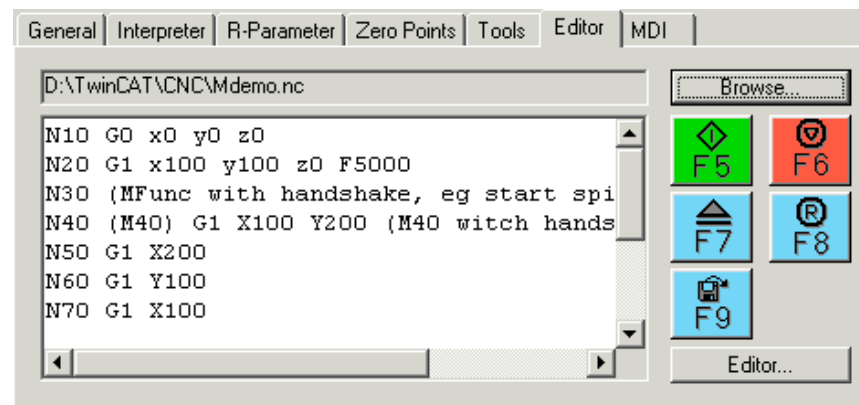 General Interpreter R-Parameter Zero Points Tools Editor MDI
D:\TwinCAT\CNC\Mdemo.nc
Browse...
N10 G0 x0 y0 z0
N20 G1 x100 y100 z0 F5000
N30 (MFunc with handshake, eg start spi
N40 (M40) G1 X100 Y200 (M40 witch hands
N50 G1 X200
N60 G1 Y100
N70 G1 X100
F5
F6
F7
R
F8
F9
Editor...